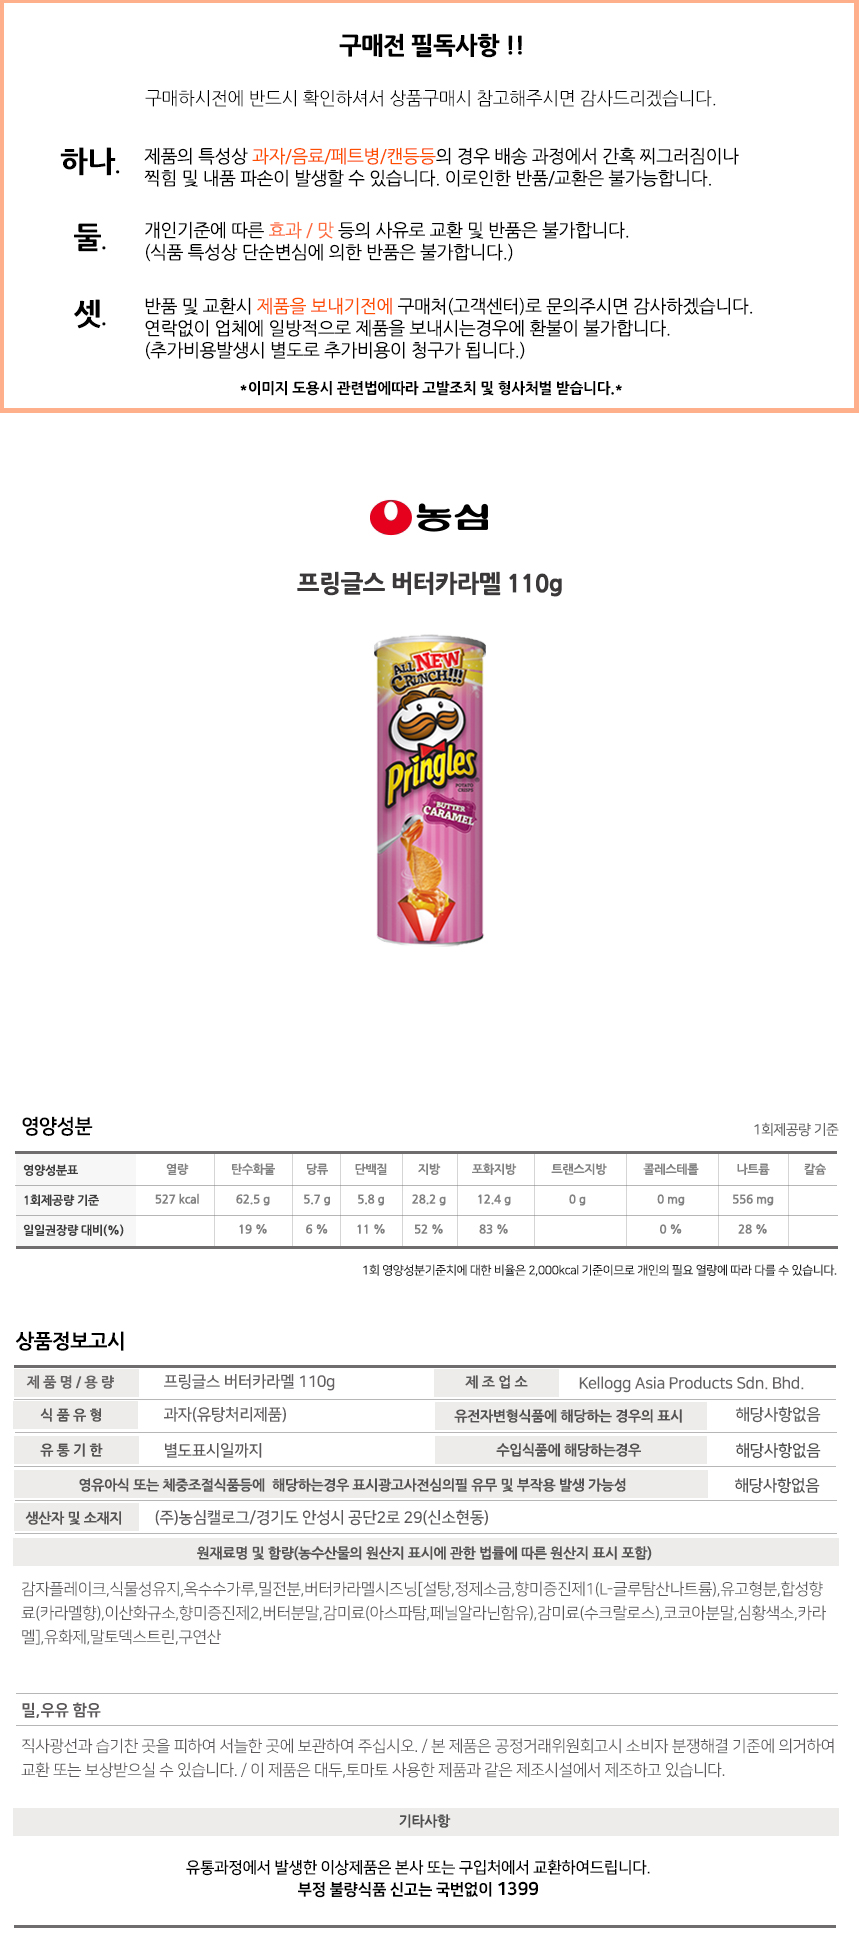 구매전 필독사항 !!
구매하시전에 반드시 확인하셔서 상품구매시 참고해주시면 감사드리겠습니다.
하나. 제품의 특성상 과자/음료/페트병/캔등등의 경우 배송 과정에서 간혹 찌그러짐이나
찍힘 및 내품 파손이 발생할 수 있습니다. 이로인한 반품/교환은 불가능합니다.
둘. 개인기준에 따른 효과 / 맛 등의 사유로 교환 및 반품은 불가합니다.
(식품 특성상 단순변심에 의한 반품은 불가합니다.)
셋. 반품 및 교환시 제품을 보내기전에 구매처(고객센터)로 문의주시면 감사하겠습니다.
연락없이 업체에 일방적으로 제품을 보내시는경우에 환불이 불가합니다.
(추가비용발생시 별도로 추가비용이 청구가 됩니다.)
*이미지 도용시 관련법에따라 고발조치 및 형사처벌 받습니다.*
농심
프링글스 버터카라멜 110g
ALL NEW
CRUNCH!!!
Pringles
POTATO
CRISPS
BUTTER
CARAMEL
영양성분
1회제공량 기준
영양성분표 열량 탄수화물 당류 단백질 지방 포화지방 트랜스지방 콜레스테롤 나트륨 칼슘
1회제공량 기준 527 kcal 62.5 g 5.7 g 5.8 g 28.2 g 12.4 g 0 g 0 mg 556 mg
일일권장량 대비(%) 19 % 6 % 11 % 52 % 83 % 0 % 28 %
1회 영양성분기준치에 대한 비율은 2,000kcal 기준이므로 개인의 필요 열량에 따라 다를 수 있습니다.
상품정보고시
제 품 명 / 용 량 프링글스 버터카라멜 110g 제 조 업 소 Kellogg Asia Products Sdn. Bhd.
식 품 유 형 과자(유탕처리제품) 유전자변형식품에 해당하는 경우의 표시 해당사항없음
유 통 기 한 별도표시일까지 수입식품에 해당하는경우 해당사항없음
영유아식 또는 체중조절식품등에 해당하는경우 표시광고사전심의필 유무 및 부작용 발생 가능성 해당사항없음
생산자 및 소재지 (주)농심캘로그/경기도 안성시 공단2로 29(신소현동)
원재료명 및 함량(농수산물의 원산지 표시에 관한 법률에 따른 원산지 표시 포함)
감자플레이크,식물성유지,옥수수가루,밀전분,버터카라멜시즈닝[설탕,정제소금,향미증진제1(L-글루탐산나트륨),유고형분,합성향
료(카라멜향),이산화규소,향미증진제2,버터분말,감미료(아스파탐,페닐알라닌함유),감미료(수크랄로스),코코아분말,심황색소,카라
멜],유화제,말토덱스트린,구연산
밀,우유 함유
직사광선과 습기찬 곳을 피하여 서늘한 곳에 보관하여 주십시오. / 본 제품은 공정거래위원회고시 소비자 분쟁해결 기준에 의거하여
교환 또는 보상받으실 수 있습니다. / 이 제품은 대두,토마토 사용한 제품과 같은 제조시설에서 제조하고 있습니다.
기타사항
유통과정에서 발생한 이상제품은 본사 또는 구입처에서 교환하여드립니다.
부정 불량식품 신고는 국번없이 1399